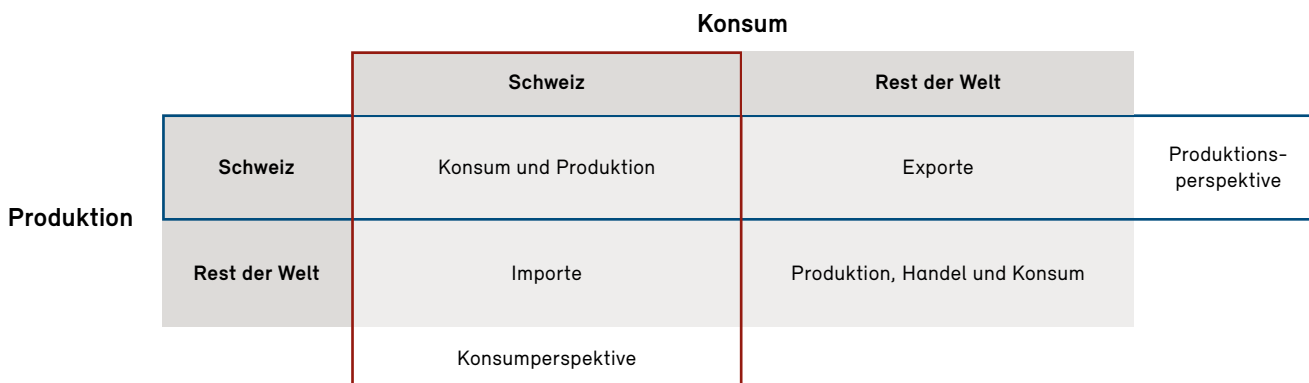 Konsum
Schweiz
Rest der Welt
Schweiz
Konsum und Produktion
Exporte
Produktions-
perspektive
Produktion
Rest der Welt
Importe
Produktion, Handel und Konsum
Konsumperspektive